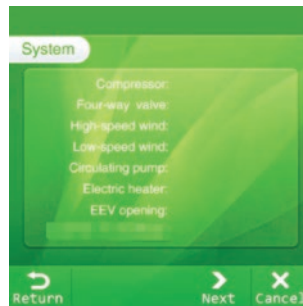 System
Compressor:
Four-way valve:
High-speed wind:
Low-speed wind:
Circulating pump:
Electric heater:
EEV opening:
Return Next Cancel